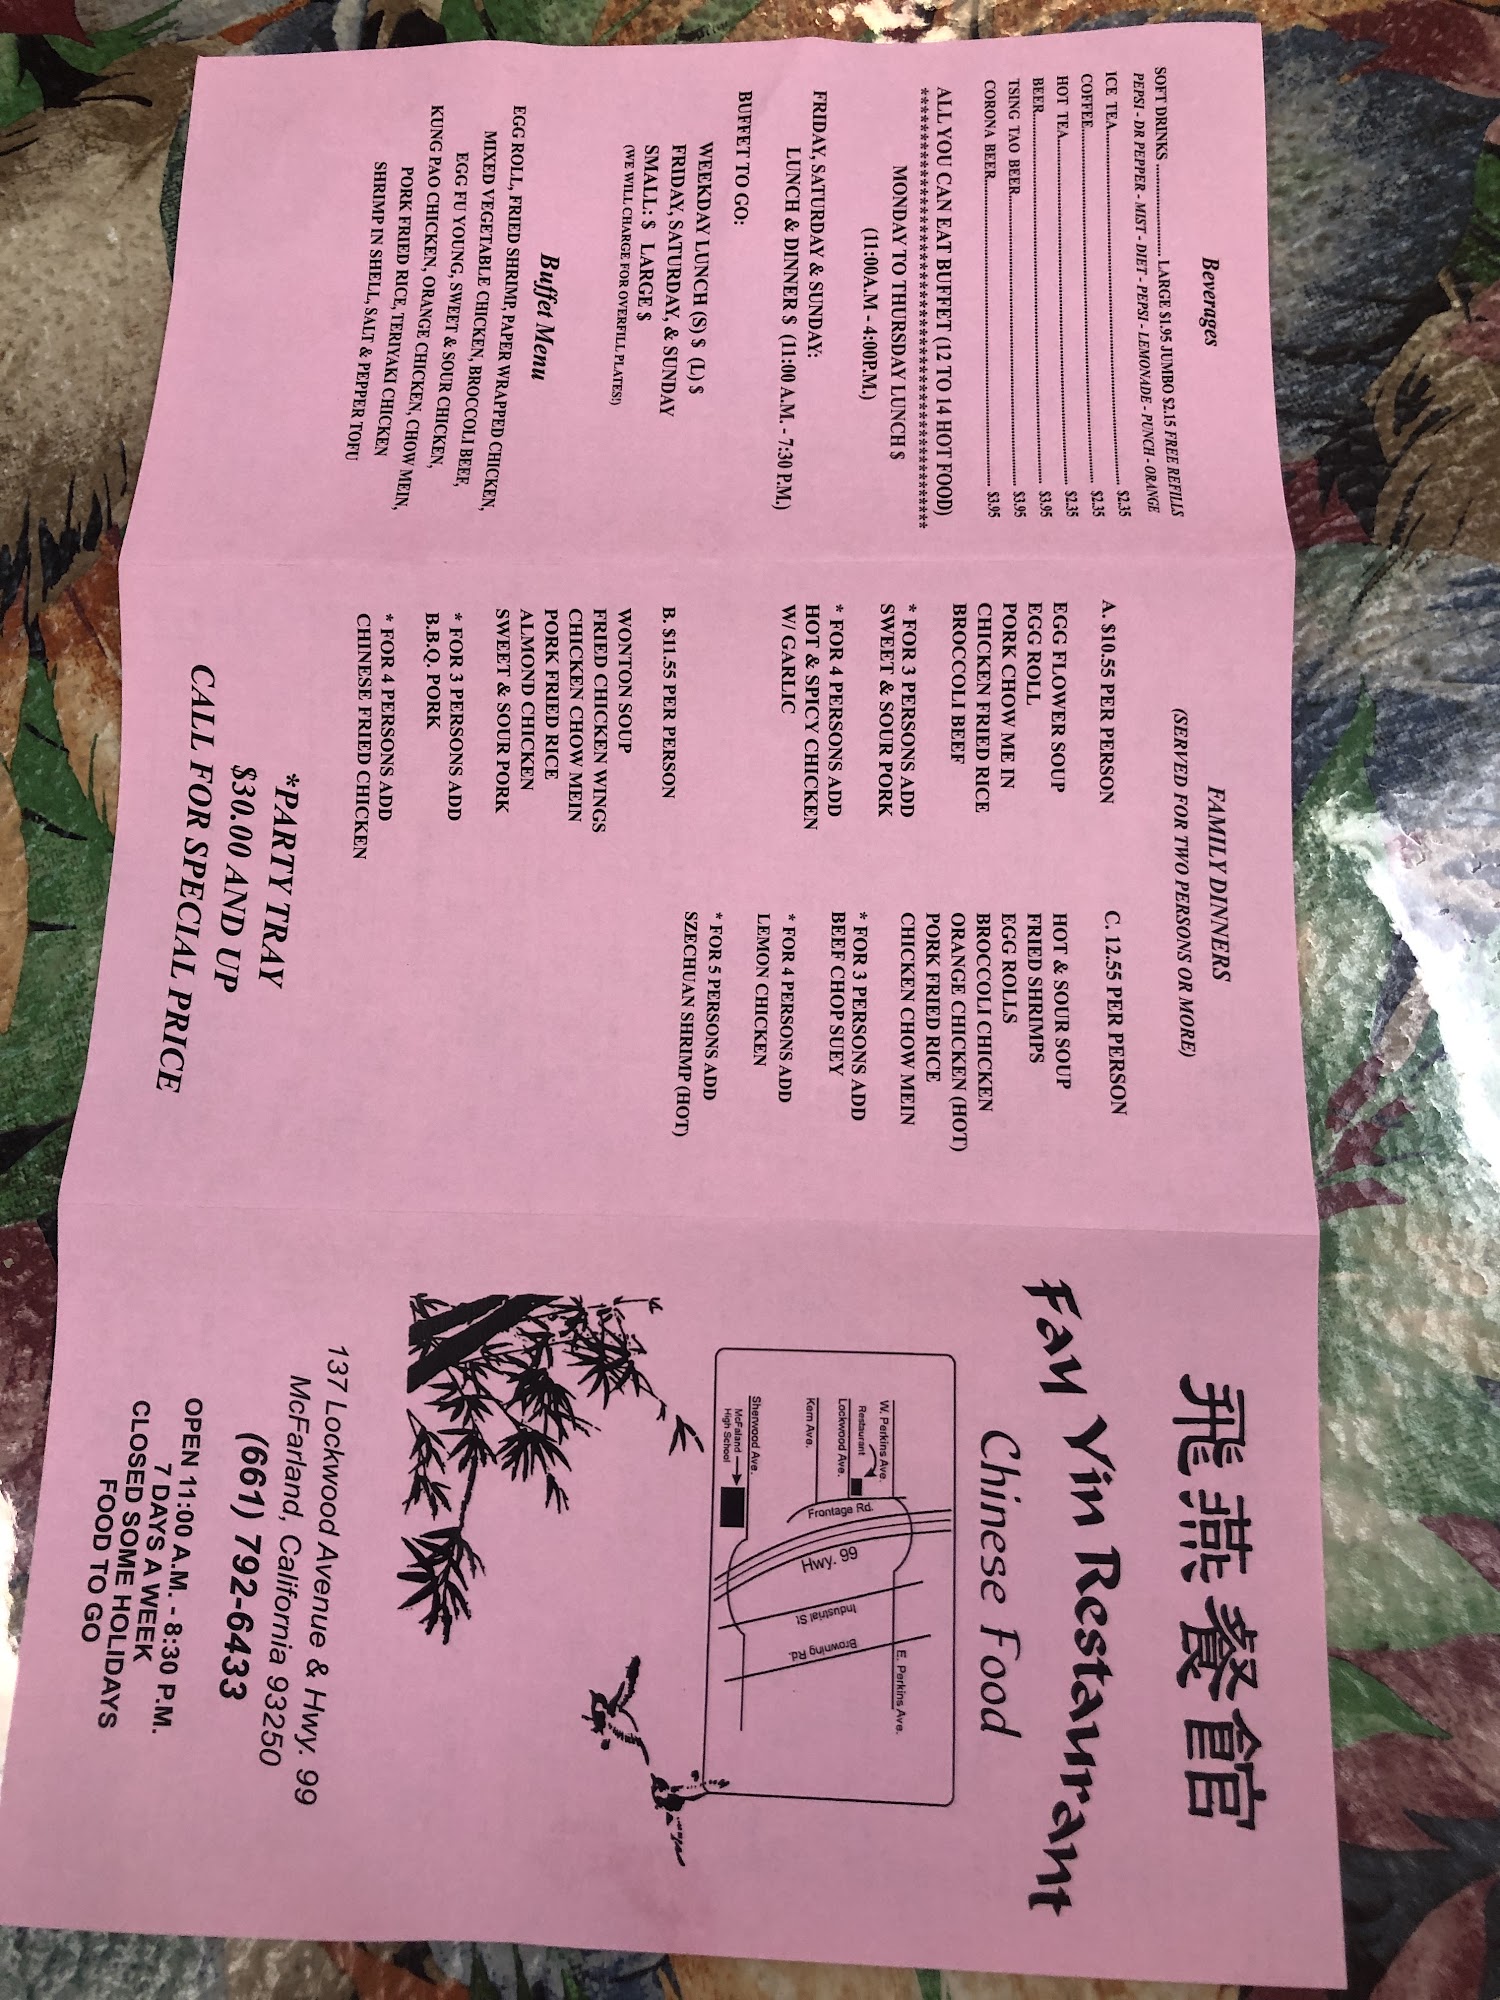 Beverages
SOFT DRINKS ........................ LARGE $1.95 JUMBO $2.15 FREE REFILLS
PEPSI - DR PEPPER - MIST - DIET - PEPSI - LEMONADE - PUNCH - ORANGE
ICE TEA........................ $2.35
COFFEE........................ $2.35
HOT TEA........................ $2.35
BEER........................ $3.95
TSING TAO BEER........................ $3.95
CORONA BEER........................ $3.95
ALL YOU CAN EAT BUFFET (12 TO 14 HOT FOOD)
******************************************
MONDAY TO THURSDAY LUNCH $
(11:00.A.M - 4:00P.M.)
FRIDAY, SATURDAY & SUNDAY:
LUNCH & DINNER $ (11:00 A.M. - 7:30 P.M.)
BUFFET TO GO:
WEEKDAY LUNCH (S) $ (L) $
FRIDAY, SATURDAY, & SUNDAY
SMALL: $ LARGE $
(WE WILL CHARGE FOR OVERFILL PLATES!)
Buffet Menu
EGG ROLL, FRIED SHRIMP, PAPER WRAPPED CHICKEN,
MIXED VEGETABLE CHICKEN, BROCCOLI BEEF,
EGG FU YOUNG, SWEET & SOUR CHICKEN,
KUNG PAO CHICKEN, ORANGE CHICKEN, CHOW MEIN,
PORK FRIED RICE, TERIYAKI CHICKEN
SHRIMP IN SHELL, SALT & PEPPER TOFU
FAMILY DINNERS
(SERVED FOR TWO PERSONS OR MORE)
A. $10.55 PER PERSON
EGG FLOWER SOUP
EGG ROLL
PORK CHOW ME IN
CHICKEN FRIED RICE
BROCCOLI BEEF
* FOR 3 PERSONS ADD
SWEET & SOUR PORK
* FOR 4 PERSONS ADD
HOT & SPICY CHICKEN
W/ GARLIC
B. $11.55 PER PERSON
WONTON SOUP
FRIED CHICKEN WINGS
CHICKEN CHOW MEIN
PORK FRIED RICE
ALMOND CHICKEN
SWEET & SOUR PORK
* FOR 3 PERSONS ADD
B.B.Q. PORK
* FOR 4 PERSONS ADD
CHINESE FRIED CHICKEN
C. 12.55 PER PERSON
HOT & SOUR SOUP
FRIED SHRIMPS
EGG ROLLS
BROCCOLI CHICKEN
ORANGE CHICKEN (HOT)
PORK FRIED RICE
CHICKEN CHOW MEIN
* FOR 3 PERSONS ADD
BEEF CHOP SUEY
* FOR 4 PERSONS ADD
LEMON CHICKEN
* FOR 5 PERSONS ADD
SZECHUAN SHRIMP (HOT)
*PARTY TRAY
$30.00 AND UP
CALL FOR SPECIAL PRICE
飛燕餐館
Fay Yin Restaurant
Chinese Food
W. Perkins Ave.
Restaurant
Lockwood Ave.
Kern Ave.
Sherwood Ave.
McFaland
High School
Frontage Rd.
Hwy. 99
Industrial St
Browning Rd.
E. Perkins Ave.
137 Lockwood Avenue & Hwy. 99
McFarland, California 93250
(661) 792-6433
OPEN 11:00 A.M. - 8:30 P.M.
7 DAYS A WEEK
CLOSED SOME HOLIDAYS
FOOD TO GO